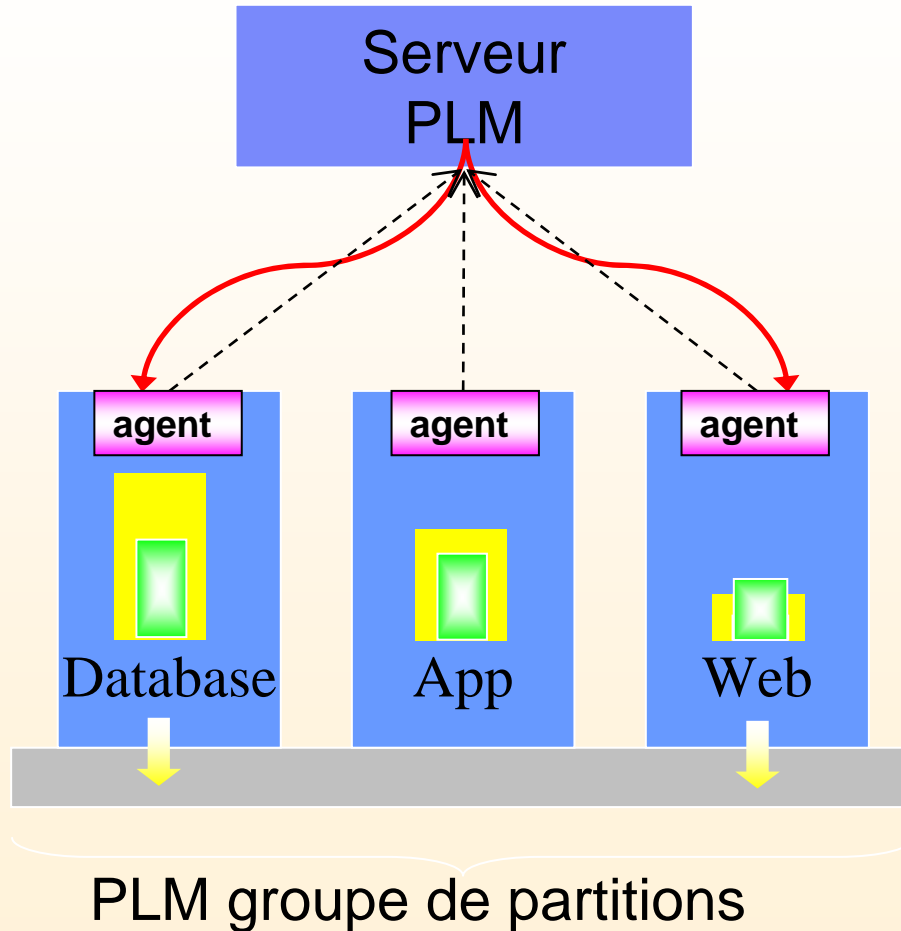 Serveur
PLM
agent agent agent
Database App Web
PLM groupe de partitions